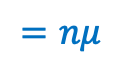 = nμ